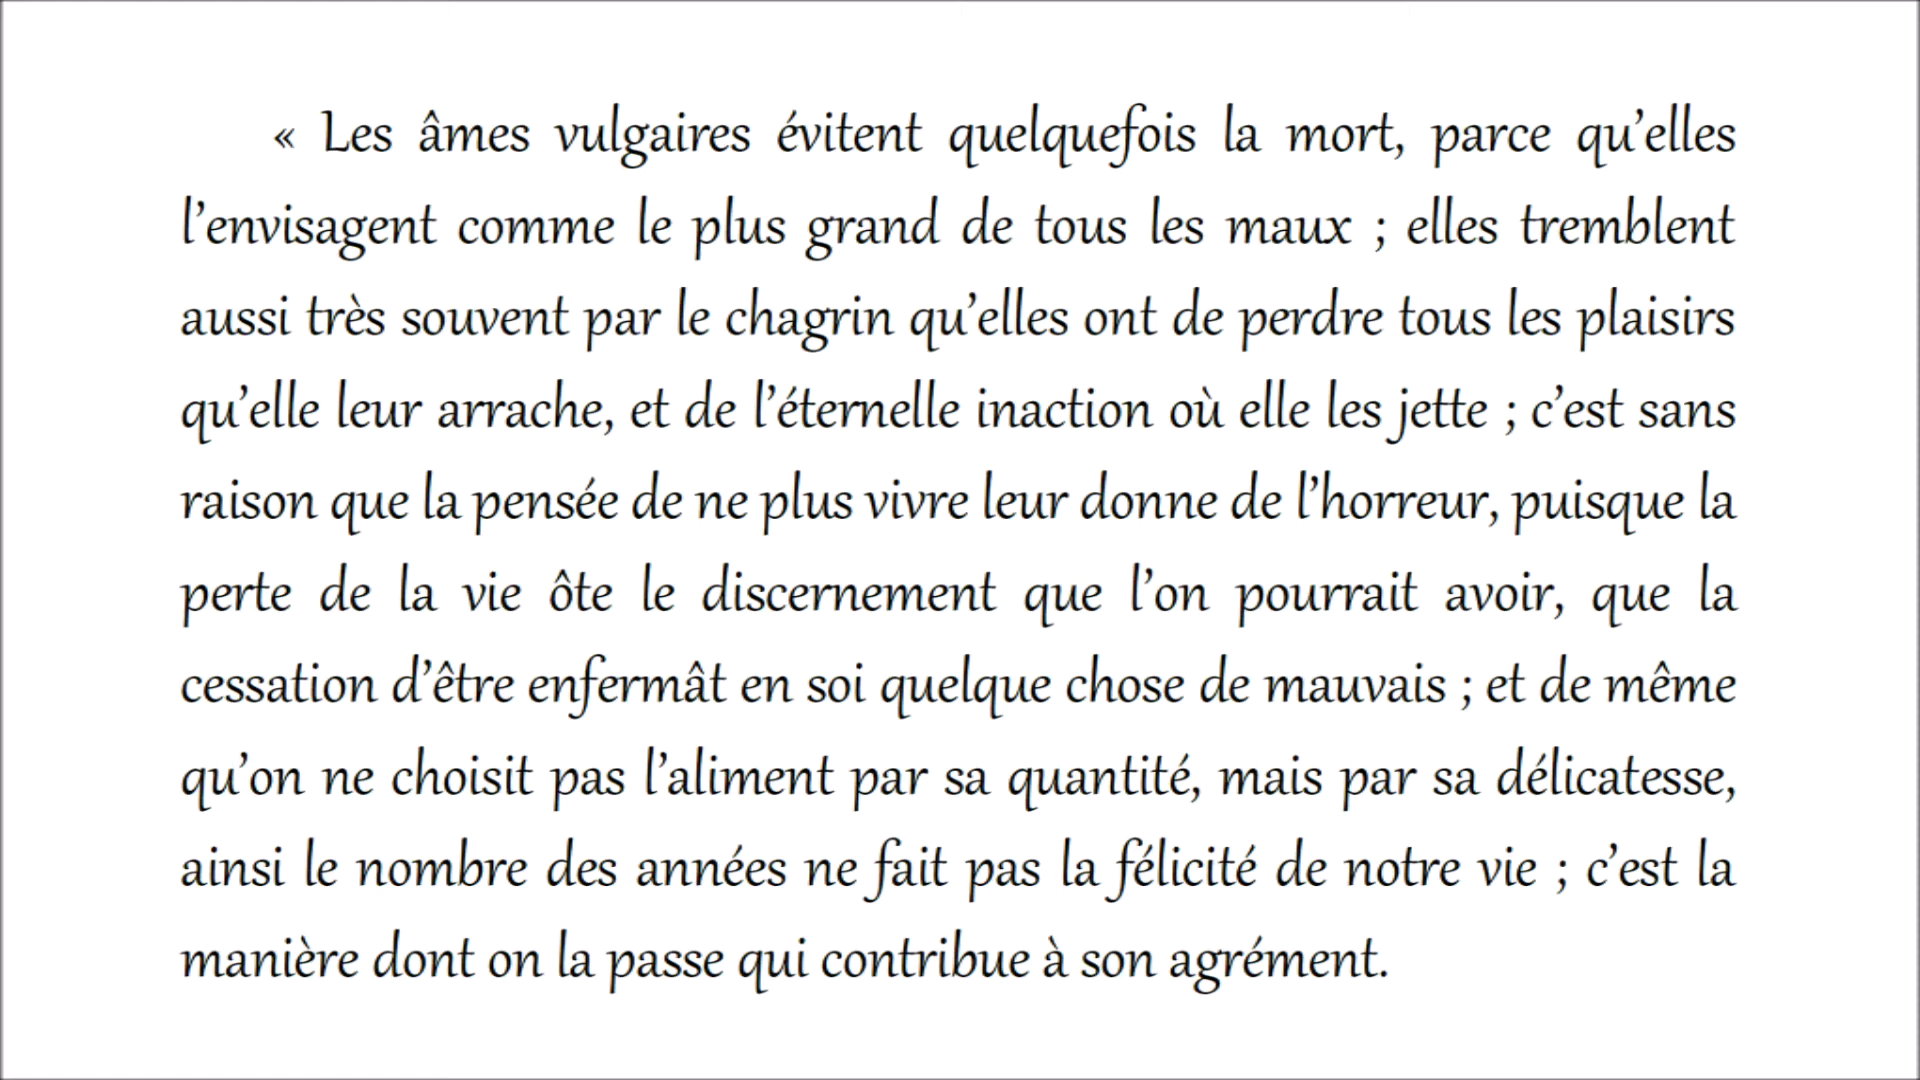 « Les âmes vulgaires évitent quelquefois la mort, parce qu’elles
l’envisagent comme le plus grand de tous les maux ; elles tremblent
aussi très souvent par le chagrin qu’elles ont de perdre tous les plaisirs
qu’elle leur arrache, et de l’éternelle inaction où elle les jette ; c’est sans
raison que la pensée de ne plus vivre leur donne de l’horreur, puisque la
perte de la vie ôte le discernement que l’on pourrait avoir, que la
cessation d’être enfermât en soi quelque chose de mauvais ; et de même
qu’on ne choisit pas l’aliment par sa quantité, mais par sa délicatesse,
ainsi le nombre des années ne fait pas la félicité de notre vie ; c’est la
manière dont on la passe qui contribue à son agrément.